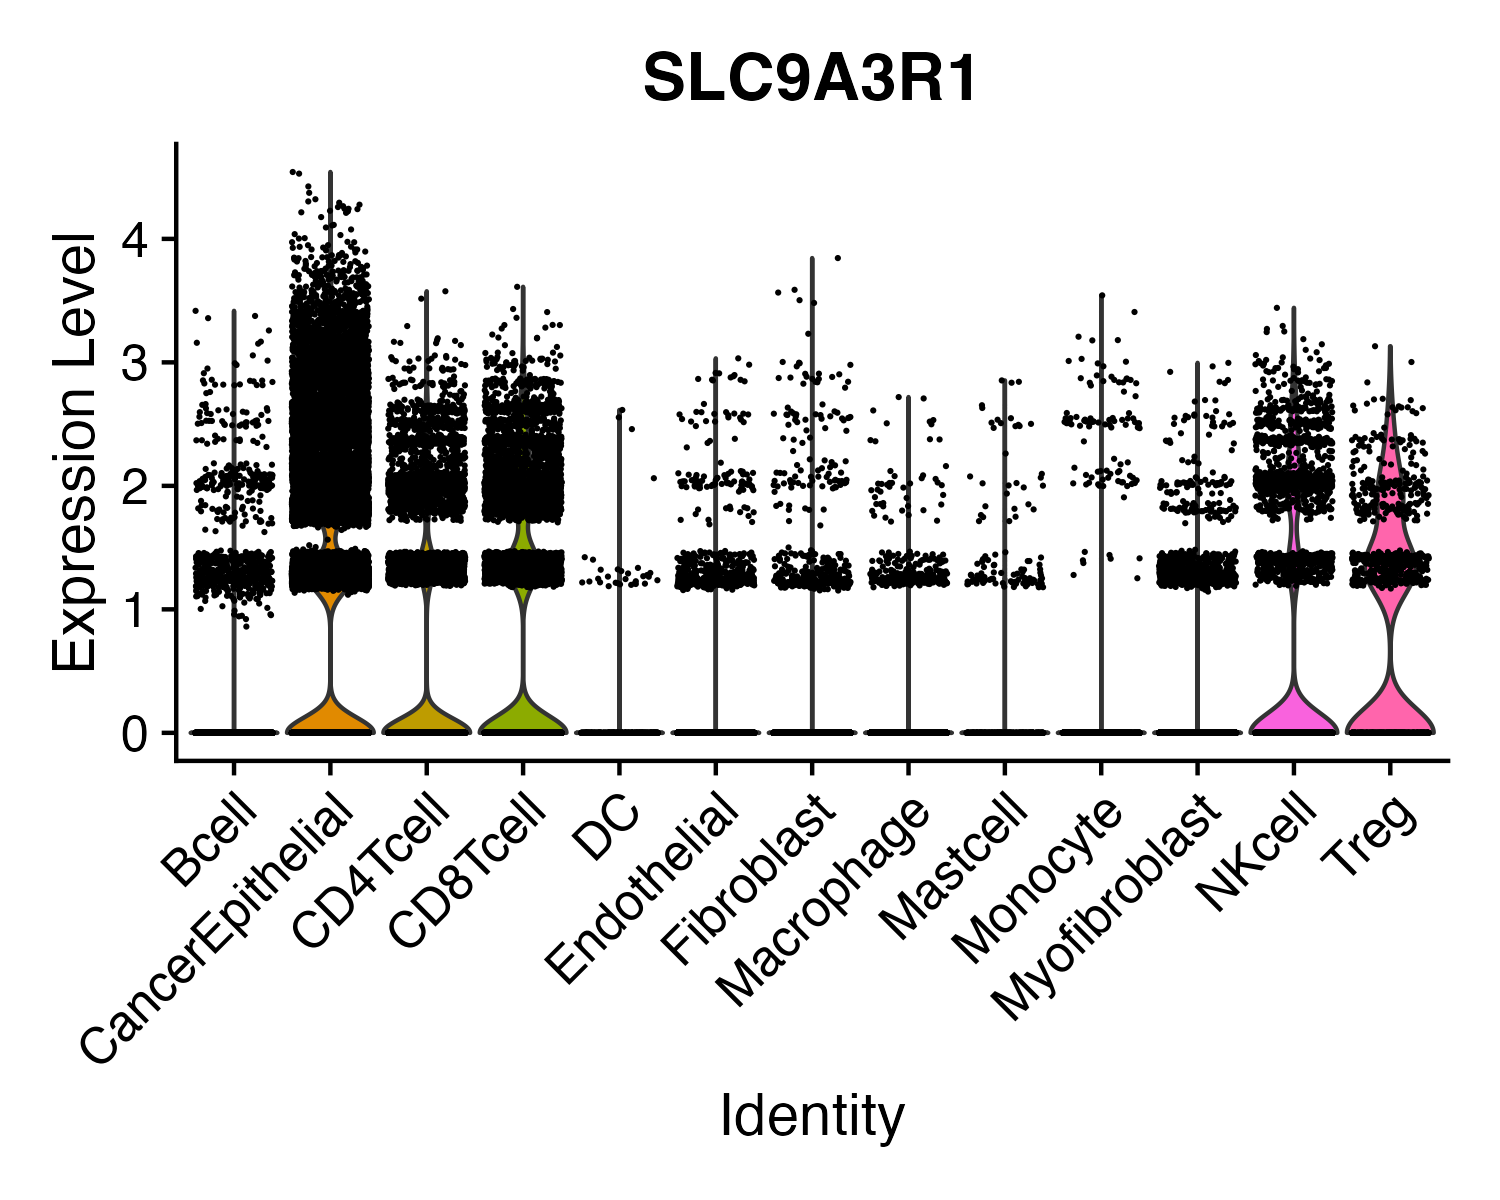 SLC9A3R1
Expression Level
4
3
2
1
0
Bcell
CancerEpithelial
CD4Tcell
CD8Tcell
DC
Endothelial
Fibroblast
Macrophage
Mastcell
Monocyte
Myofibroblast
NKcell
Treg
Identity